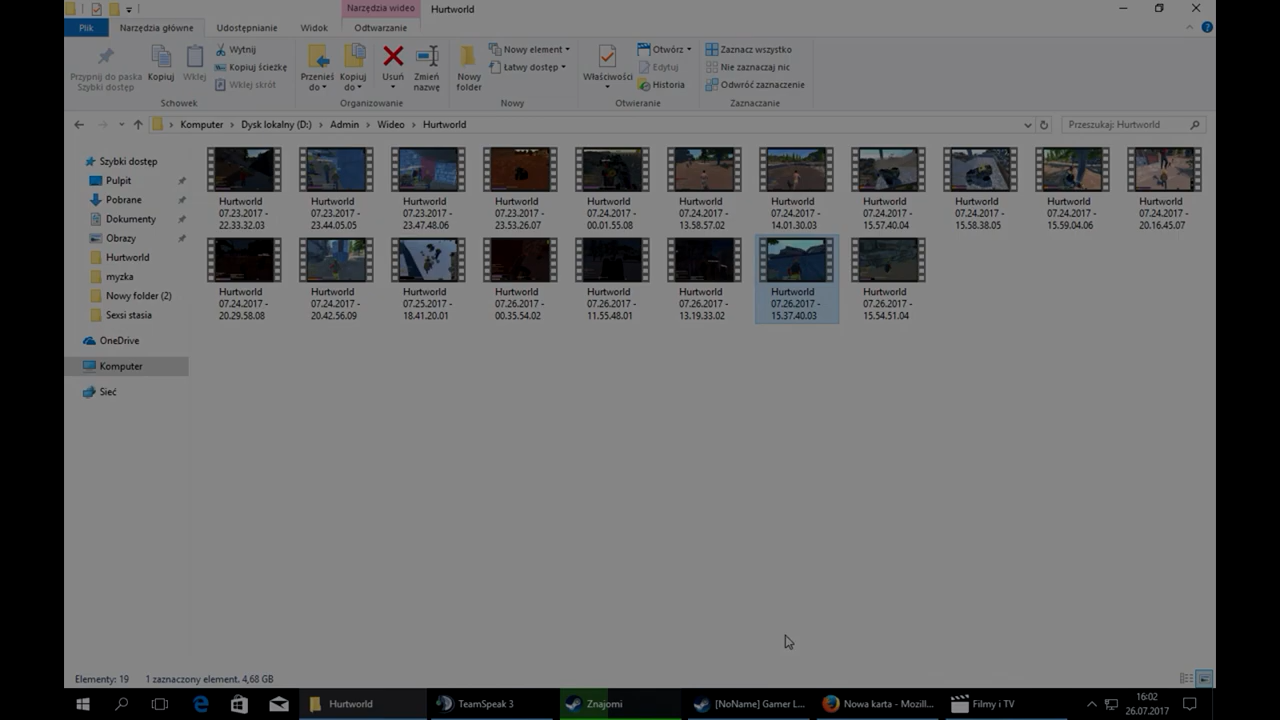 Narzędzia wideo
Hurtworld
Plik
Narzędzia główne
Udostępnianie
Widok
Odtwarzanie
Przypnij do paska
Szybki dostęp
Kopiuj
Wklej
Wytnij
Kopiuj ścieżkę
Wklej skrót
Schowek
Przenieś
do
Kopiuj
do
Usuń
Zmień
nazwę
Organizowanie
Nowy
folder
Nowy element
Łatwy dostęp
Nowy
Właściwości
Otwórz
Edytuj
Historia
Otwieranie
Zaznacz wszystko
Nie zaznaczaj nic
Odwróć zaznaczenie
Zaznaczanie
Komputer
Dysk lokalny (D:)
Admin
Wideo
Hurtworld
Przeszukaj: Hurtworld
Szybki dostęp
Pulpit
Pobrane
Dokumenty
Obrazy
Hurtworld
myzka
Nowy folder (2)
Sexsi stasia
OneDrive
Komputer
Sieć
Hurtworld
07.23.2017 -
22.33.32.03
Hurtworld
07.23.2017 -
23.44.05.05
Hurtworld
07.23.2017 -
23.47.48.06
Hurtworld
07.23.2017 -
23.53.26.07
Hurtworld
07.24.2017 -
00.01.55.08
Hurtworld
07.24.2017 -
13.58.57.02
Hurtworld
07.24.2017 -
14.01.30.03
Hurtworld
07.24.2017 -
15.57.40.04
Hurtworld
07.24.2017 -
15.58.38.05
Hurtworld
07.24.2017 -
15.59.04.06
Hurtworld
07.24.2017 -
20.16.45.07
Hurtworld
07.24.2017 -
20.29.58.08
Hurtworld
07.24.2017 -
20.42.56.09
Hurtworld
07.25.2017 -
18.41.20.01
Hurtworld
07.26.2017 -
00.35.54.02
Hurtworld
07.26.2017 -
11.55.48.01
Hurtworld
07.26.2017 -
13.19.33.02
Hurtworld
07.26.2017 -
15.37.40.03
Hurtworld
07.26.2017 -
15.54.51.04
Elementy: 19
1 zaznaczony element. 4,68 GB
Hurtworld
TeamSpeak 3
Znajomi
[NoName] Gamer L...
Nowa karta - Mozill...
Filmy i TV
16:02
26.07.2017